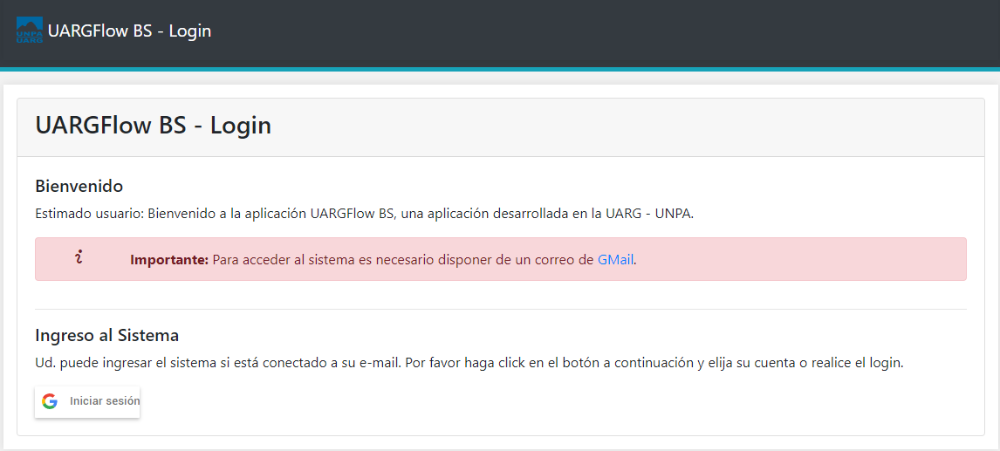 UNPA
UARG
UARGFlow BS - Login
UARGFlow BS - Login
Bienvenido
Estimado usuario: Bienvenido a la aplicación UARGFlow BS, una aplicación desarrollada en la UARG - UNPA.
i Importante: Para acceder al sistema es necesario disponer de un correo de GMail.
Ingreso al Sistema
Ud. puede ingresar el sistema si está conectado a su e-mail. Por favor haga click en el botón a continuación y elija su cuenta o realice el login.
Iniciar sesión